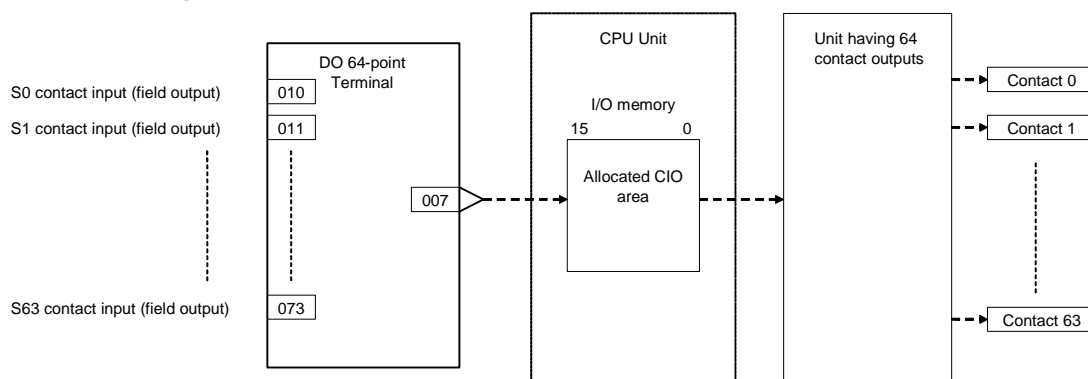 DO 64-point
Terminal
S0 contact input (field output)
010
S1 contact input (field output)
011
007
S63 contact input (field output)
073
CPU Unit
I/O memory
15 0
Allocated CIO
area
Unit having 64
contact outputs
Contact 0
Contact 1
Contact 63